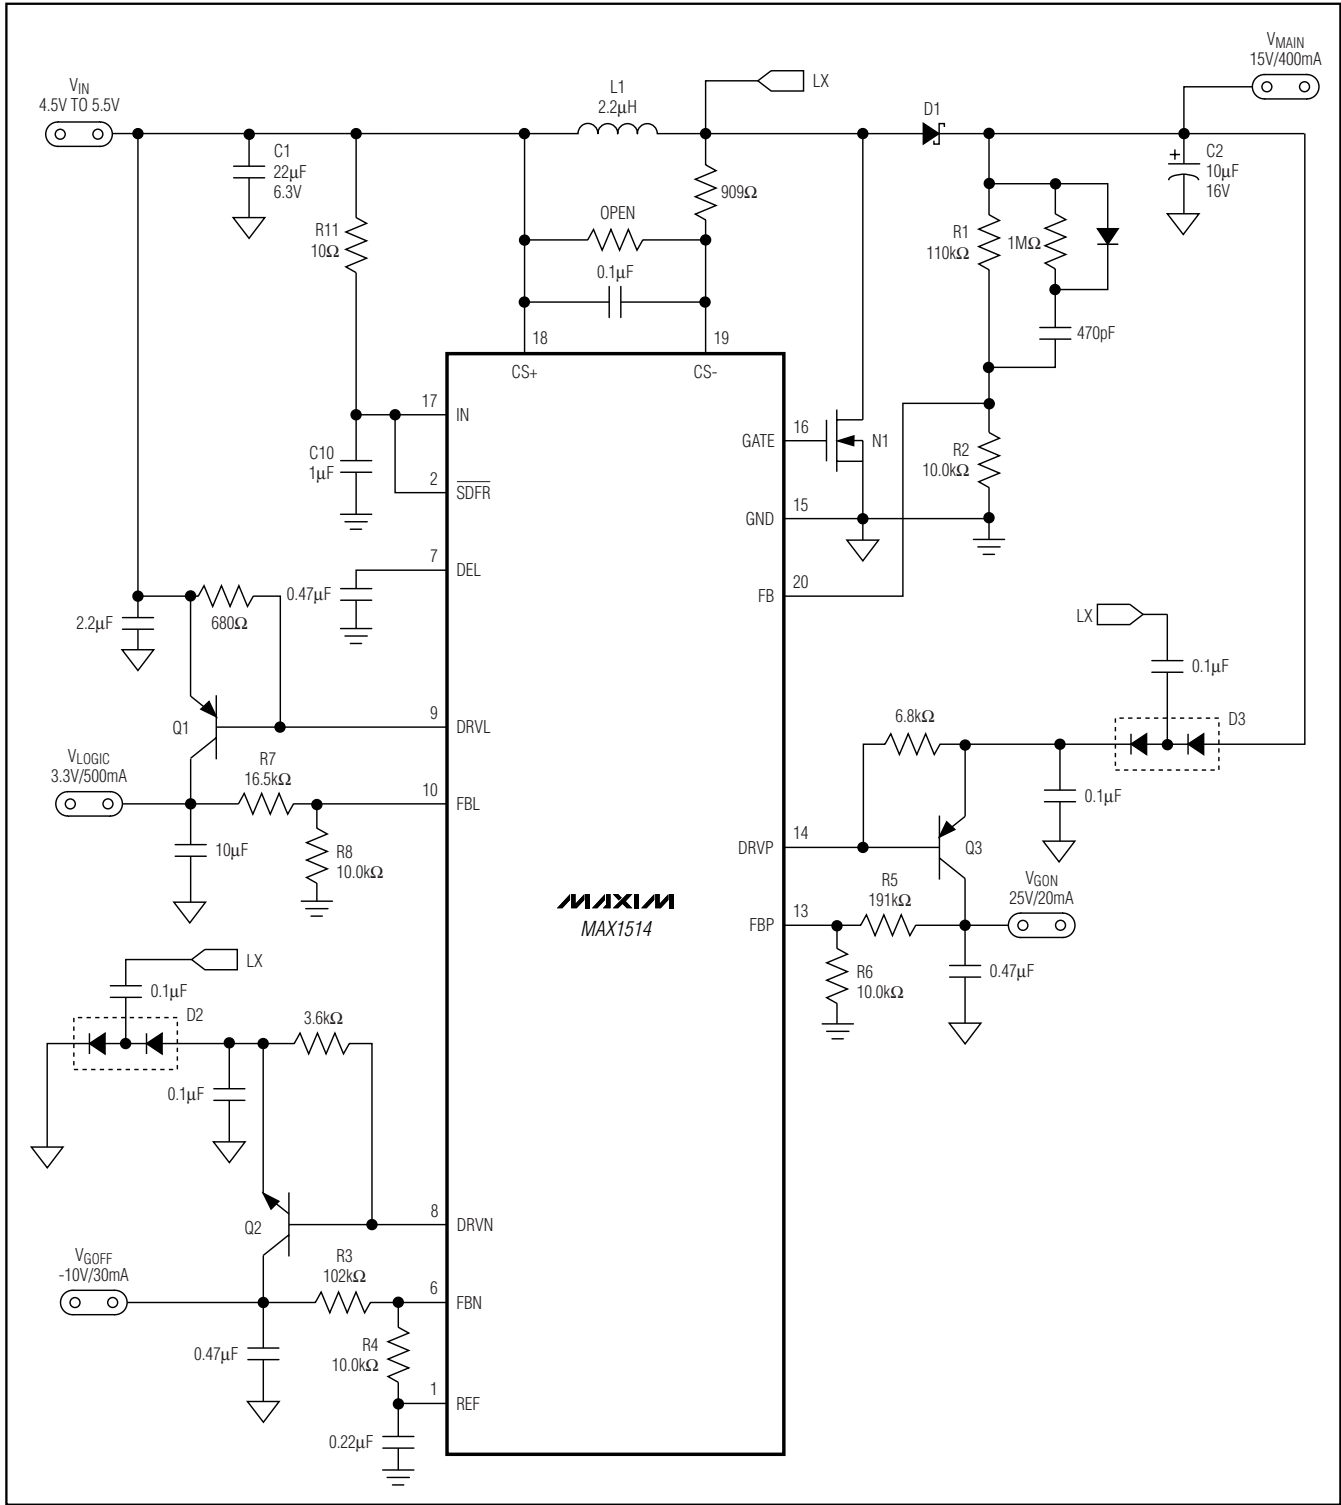 VIN
4.5V TO 5.5V
L1
2.2μH
LX
D1
VMAIN
15V/400mA
C1
22μF
6.3V
R11
10Ω
OPEN
0.1μF
909Ω
R1
110kΩ
1MΩ
470pF
+
C2
10μF
16V
18
19
CS+
CS-
17
IN
C10
1μF
2
SDFR
16
GATE
N1
R2
10.0kΩ
15
GND
7
DEL
0.47μF
20
FB
2.2μF
680Ω
LX
0.1μF
Q1
9
DRVL
6.8kΩ
D3
VLOGIC
3.3V/500mA
R7
16.5kΩ
10
FBL
0.1μF
10μF
R8
10.0kΩ
14
DRVP
Q3
MAXIM
MAX1514
R5
191kΩ
VGON
25V/20mA
13
FBP
R6
10.0kΩ
0.47μF
LX
0.1μF
D2
3.6kΩ
0.1μF
Q2
8
DRVN
VGOFF
-10V/30mA
R3
102kΩ
6
FBN
0.47μF
R4
10.0kΩ
1
REF
0.22μF